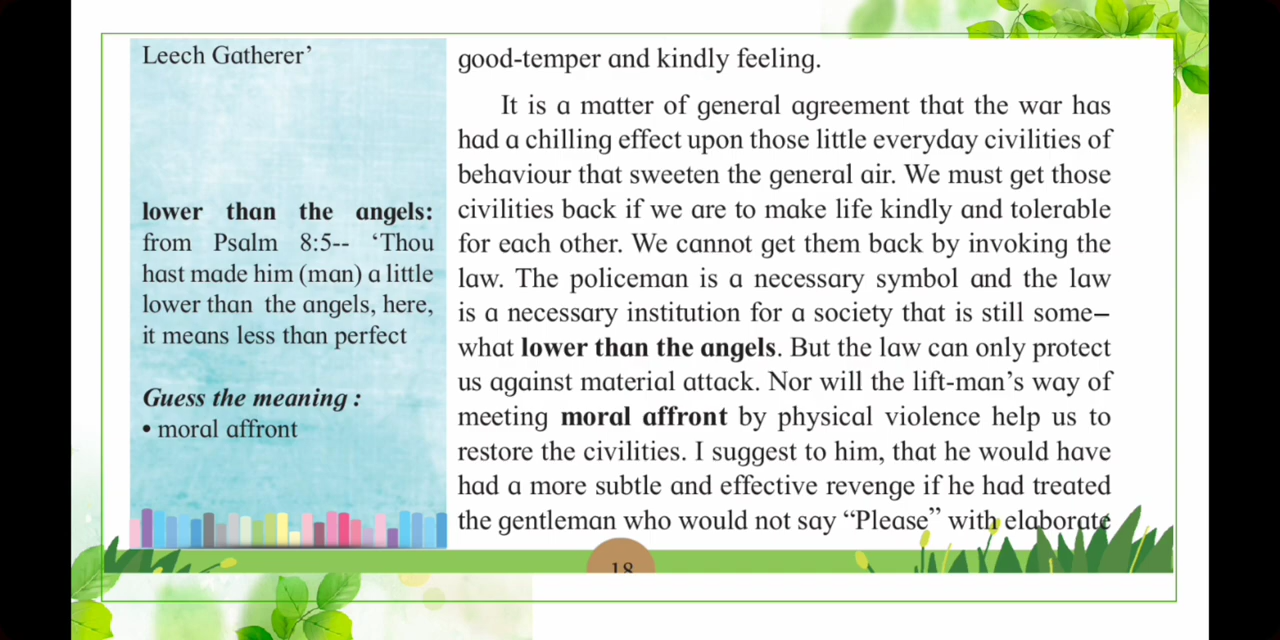 Leech Gatherer’
lower than the angels:
from Psalm 8:5-- ‘Thou
hast made him (man) a little
lower than the angels, here,
it means less than perfect
Guess the meaning :
• moral affront
good-temper and kindly feeling.
It is a matter of general agreement that the war has
had a chilling effect upon those little everyday civilities of
behaviour that sweeten the general air. We must get those
civilities back if we are to make life kindly and tolerable
for each other. We cannot get them back by invoking the
law. The policeman is a necessary symbol and the law
is a necessary institution for a society that is still some–
what lower than the angels. But the law can only protect
us against material attack. Nor will the lift-man’s way of
meeting moral affront by physical violence help us to
restore the civilities. I suggest to him, that he would have
had a more subtle and effective revenge if he had treated
the gentleman who would not say “Please” with elaborate
18